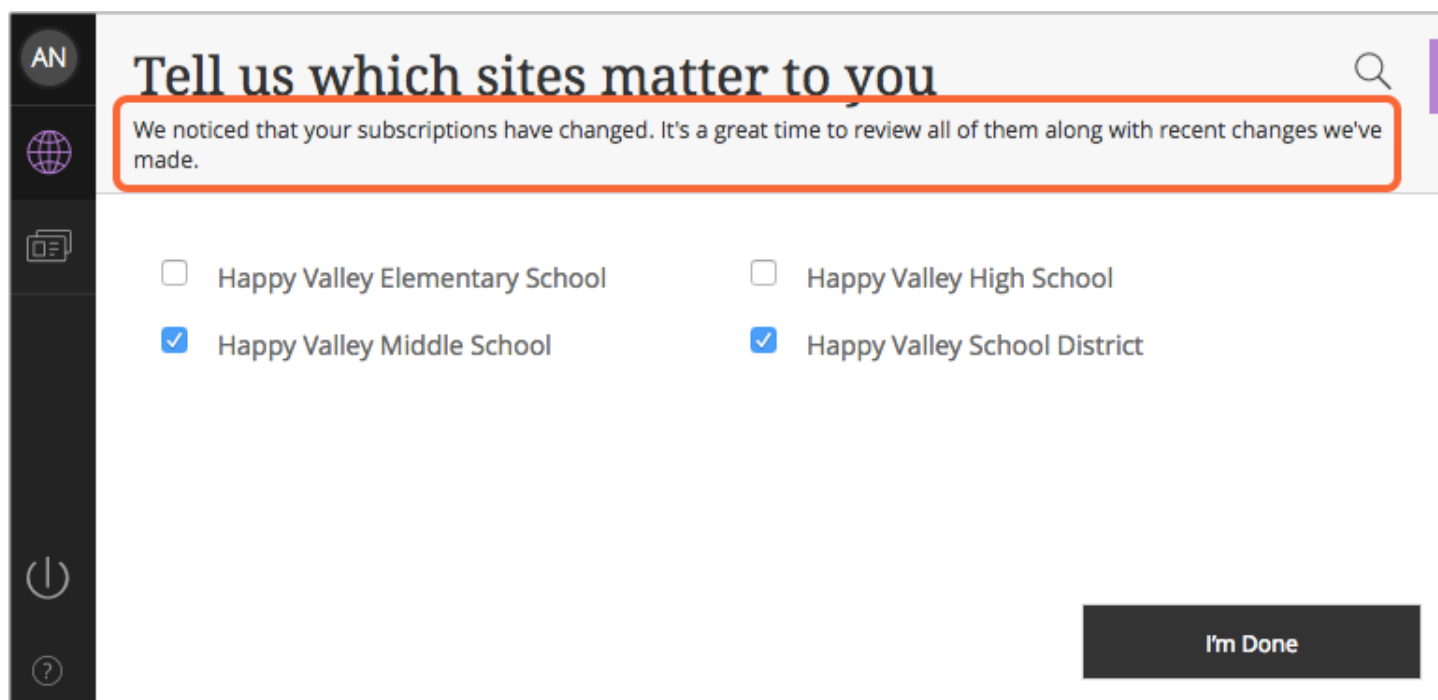 AN
Tell us which sites matter to you
We noticed that your subscriptions have changed. It's a great time to review all of them along with recent changes we've
made.
Happy Valley Elementary School
Happy Valley High School
Happy Valley Middle School
Happy Valley School District
I'm Done
?